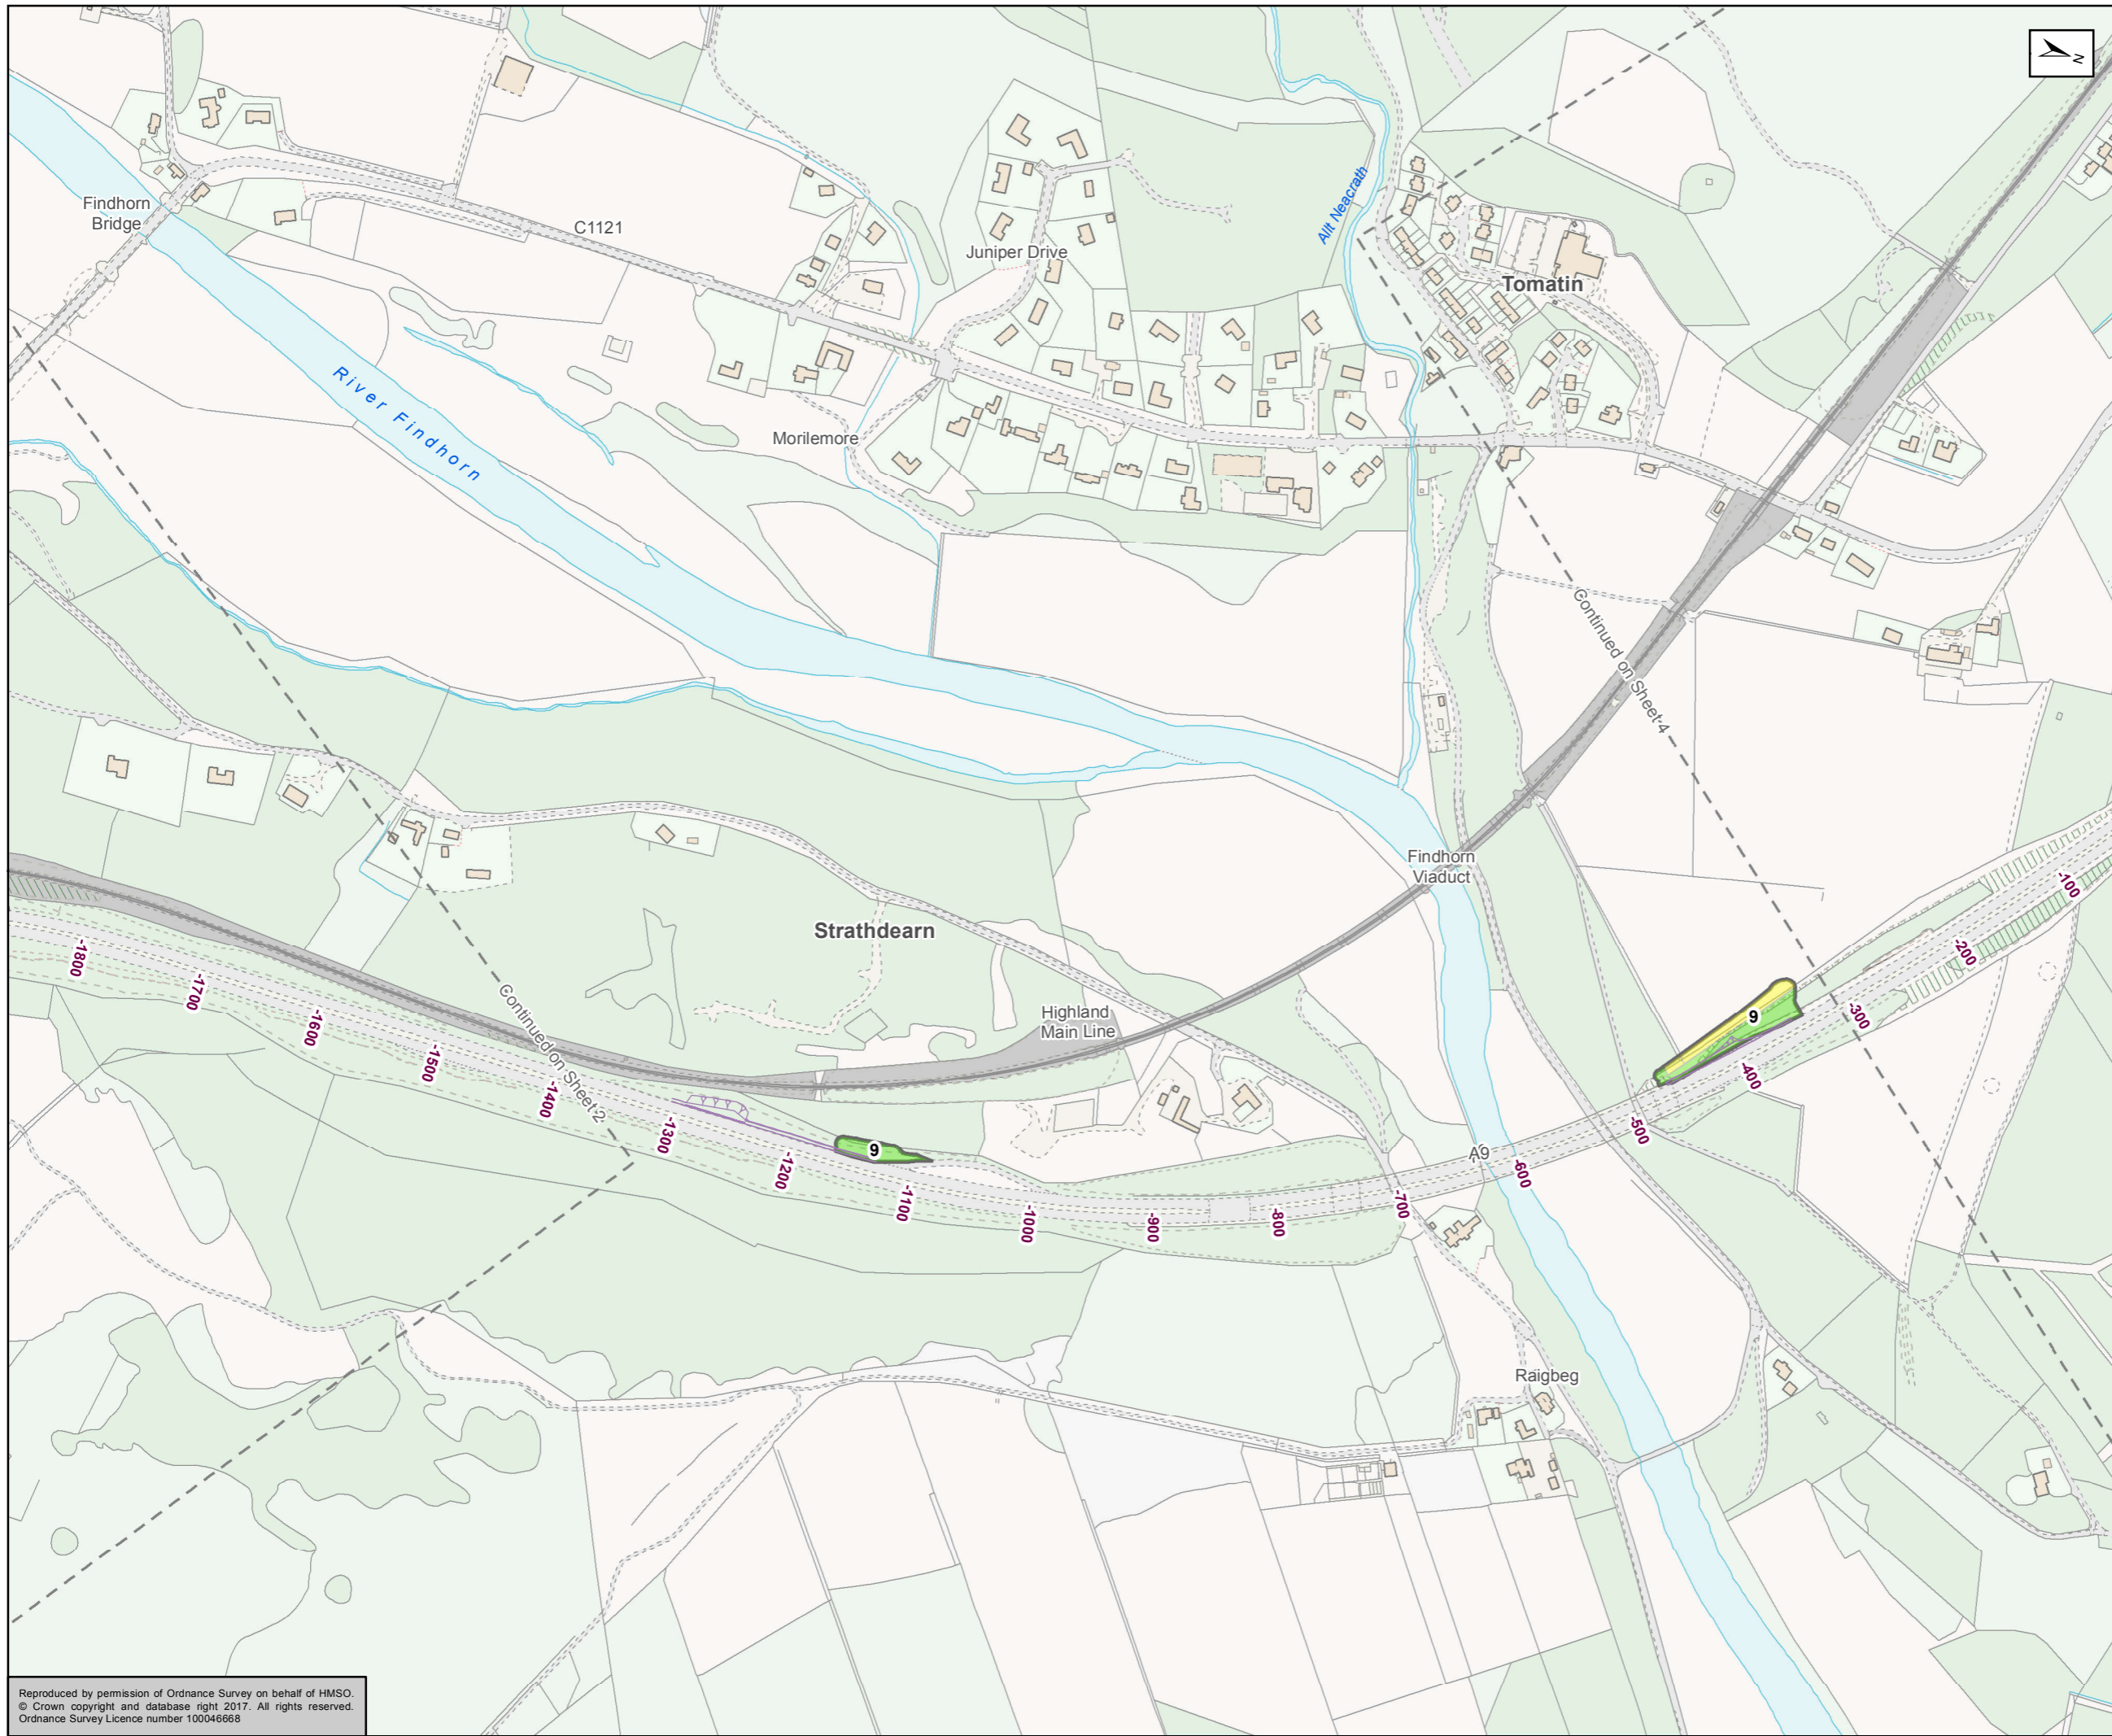 N
Findhorn
Bridge
C1121
Juniper Drive
Allt Neacrath
Tomatin
River Findhorn
Morilemore
Continued on Sheet 4
Findhorn
Viaduct
Strathdearn
Highland
Main Line
Continued on Sheet 2
-100
-200
-300
-400
-500
-600
-700
-800
-900
-1000
-1100
-1200
-1300
-1400
-1500
-1600
-1700
-1800
9
9
A9
Raigbeg
Reproduced by permission of Ordnance Survey on behalf of HMSO.
© Crown copyright and database right 2017. All rights reserved.
Ordnance Survey Licence number 100046668